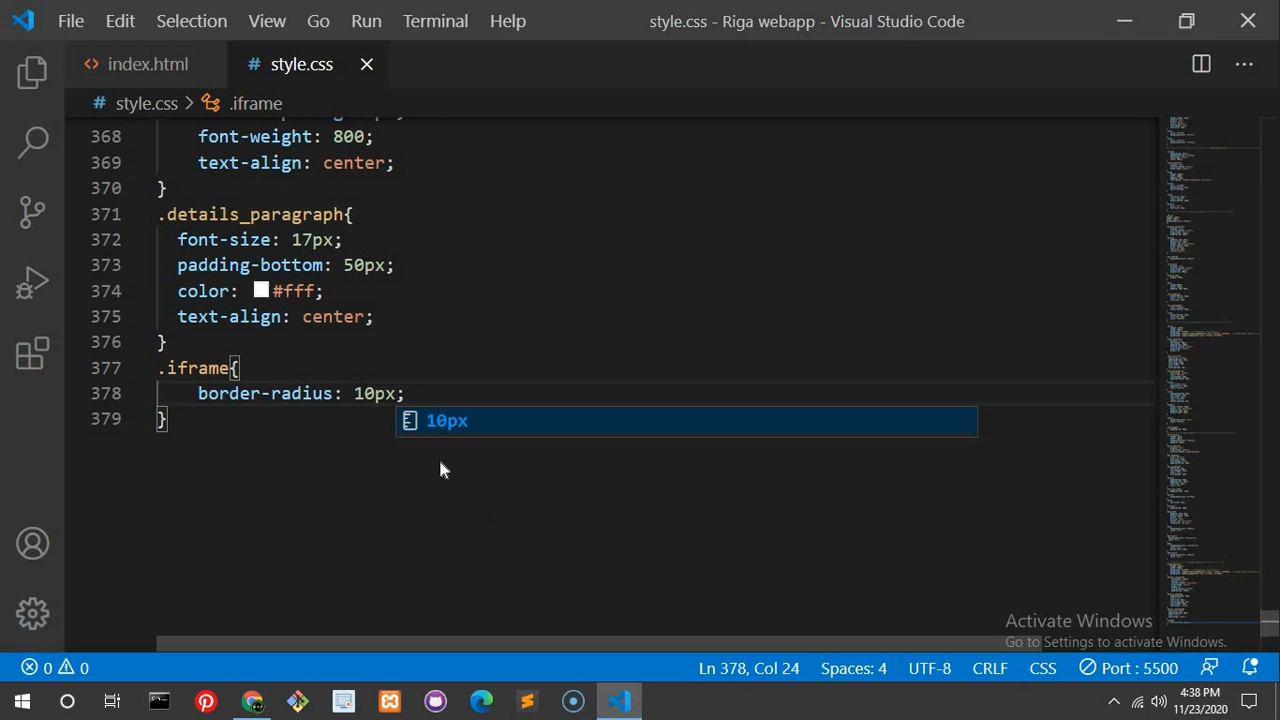 File Edit Selection View Go Run Terminal Help style.css - Riga webapp - Visual Studio Code
<> index.html # style.css
# style.css > .iframe
368 font-weight: 800;
369 text-align: center;
370 }
371 .details_paragraph{
372 font-size: 17px;
373 padding-bottom: 50px;
374 color: #fff;
375 text-align: center;
376 }
377 .iframe{
378 border-radius: 10px;
379 }
10px
Activate Windows
Go to Settings to activate Windows.
0 0 Ln 378, Col 24 Spaces: 4 UTF-8 CRLF CSS Port : 5500
4:38 PM
11/23/2020